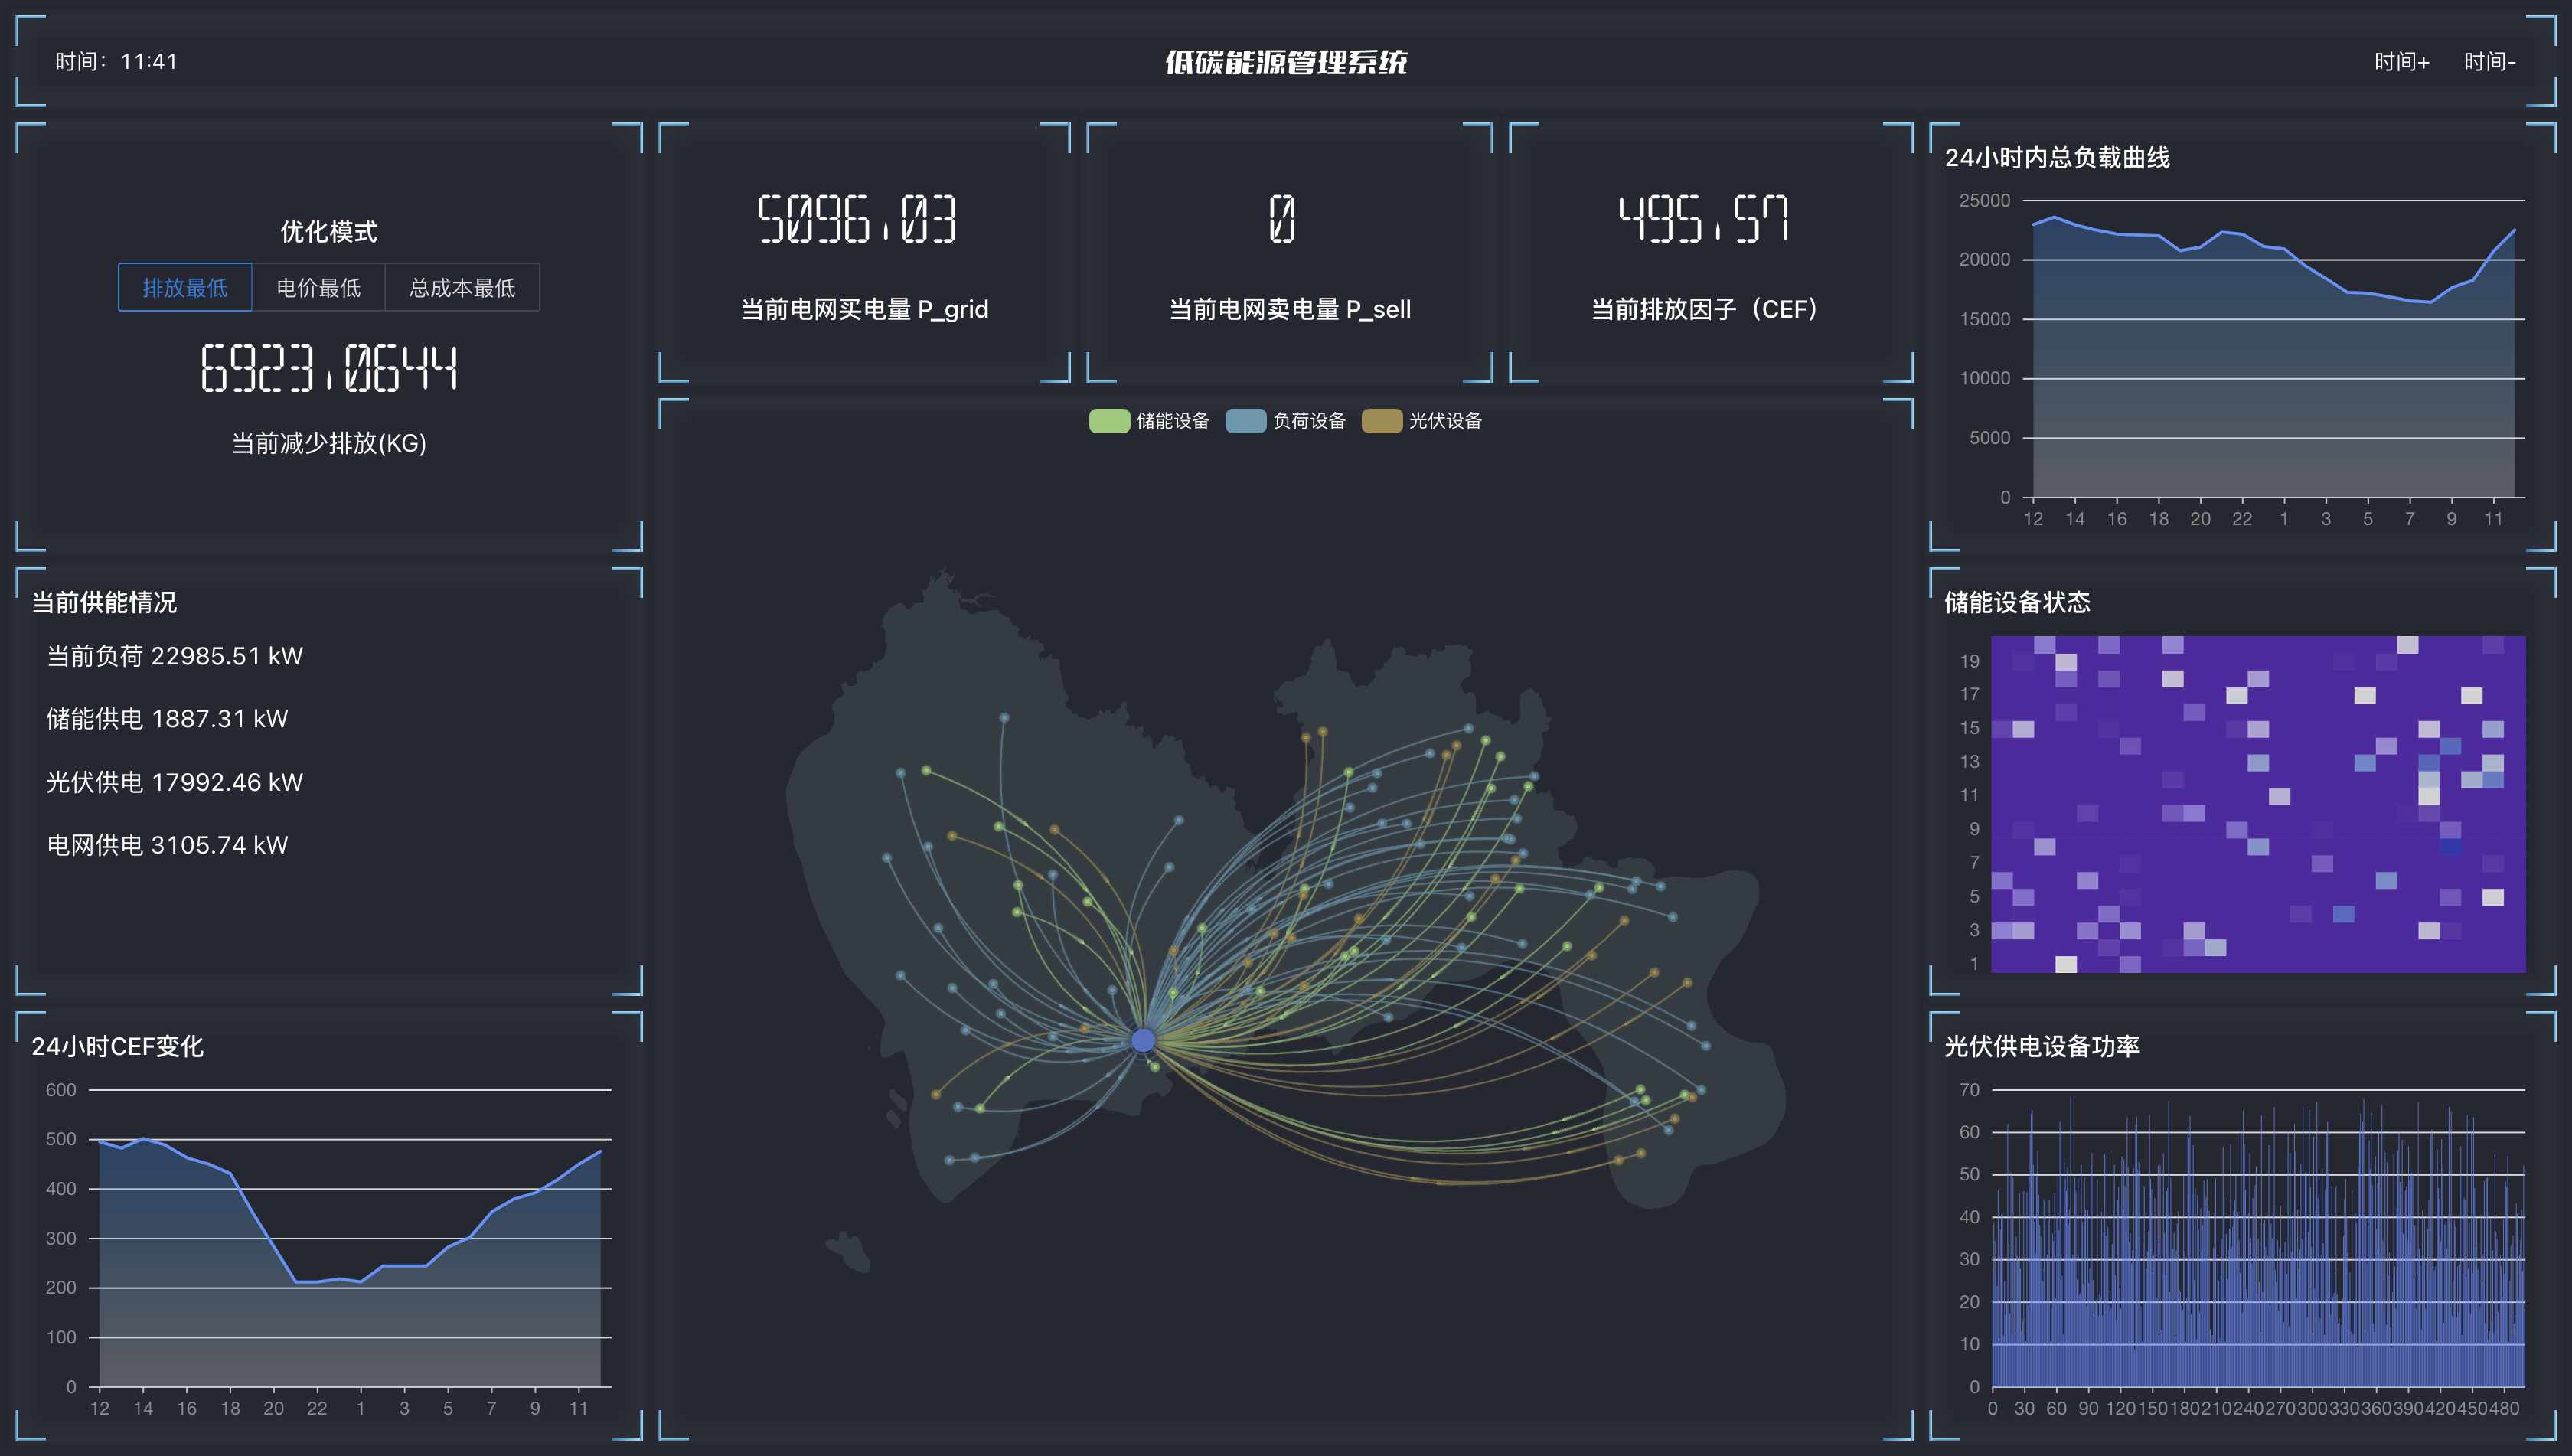 时间：11:41
低碳能源管理系统
时间+ 时间-
优化模式
排放最低 电价最低 总成本最低
6923.0644
当前减少排放(KG)
5096.03
当前电网买电量 P_grid
0
当前电网卖电量 P_sell
495.57
当前排放因子（CEF）
24小时内总负载曲线
25000
20000
15000
10000
5000
0
12 14 16 18 20 22 1 3 5 7 9 11
当前供能情况
当前负荷 22985.51 kW
储能供电 1887.31 kW
光伏供电 17992.46 kW
电网供电 3105.74 kW
储能设备 负荷设备 光伏设备
储能设备状态
19
17
15
13
11
9
7
5
3
1
24小时CEF变化
600
500
400
300
200
100
0
12 14 16 18 20 22 1 3 5 7 9 11
光伏供电设备功率
70
60
50
40
30
20
10
0
0 30 60 90 120 150 180 210 240 270 300 330 360 390 420 450 480